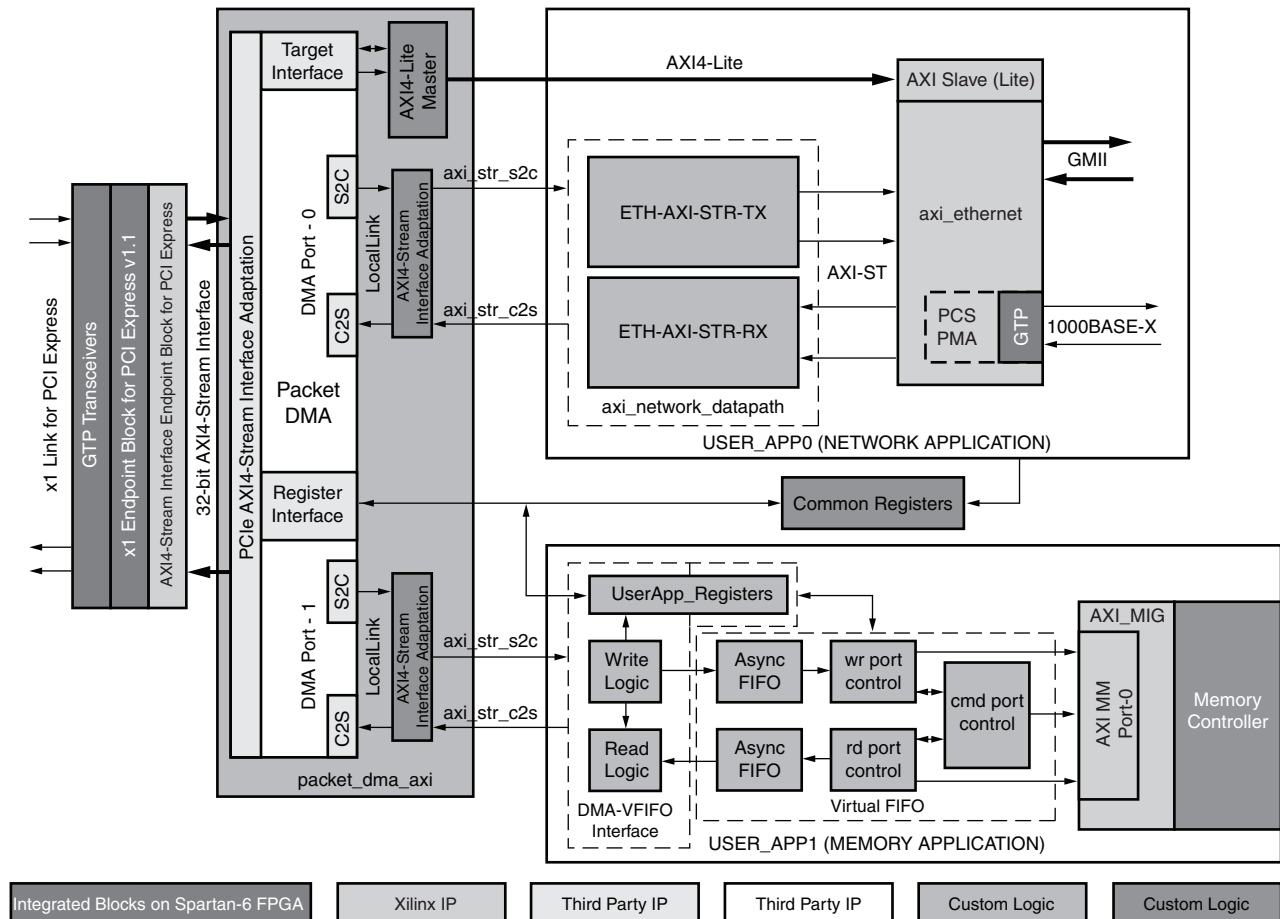 x1 Link for PCI Express
GTP Transceivers
x1 Endpoint Block for PCI Express v1.1
AXI4-Stream Interface Endpoint Block for PCI Express
32-bit AXI4-Stream Interface
PCIe AXI4-Stream Interface Adaptation
Target
Interface
AXI4-Lite
Master
S2C
DMA Port - 0
C2S
LocalLink
AXI4-Stream
Interface Adaptation
Packet
DMA
Register
Interface
S2C
DMA Port - 1
C2S
LocalLink
AXI4-Stream
Interface Adaptation
packet_dma_axi
AXI4-Lite
axi_str_s2c
axi_str_c2s
ETH-AXI-STR-TX
ETH-AXI-STR-RX
axi_network_datapath
AXI-ST
AXI Slave (Lite)
axi_ethernet
PCS
PMA
GTP
GMII
1000BASE-X
USER_APP0 (NETWORK APPLICATION)
Common Registers
axi_str_s2c
axi_str_c2s
UserApp_Registers
Write
Logic
Read
Logic
DMA-VFIFO
Interface
Async
FIFO
wr port
control
cmd port
control
Async
FIFO
rd port
control
Virtual FIFO
AXI_MIG
AXI MM
Port-0
Memory
Controller
USER_APP1 (MEMORY APPLICATION)
Integrated Blocks on Spartan-6 FPGA
Xilinx IP
Third Party IP
Third Party IP
Custom Logic
Custom Logic